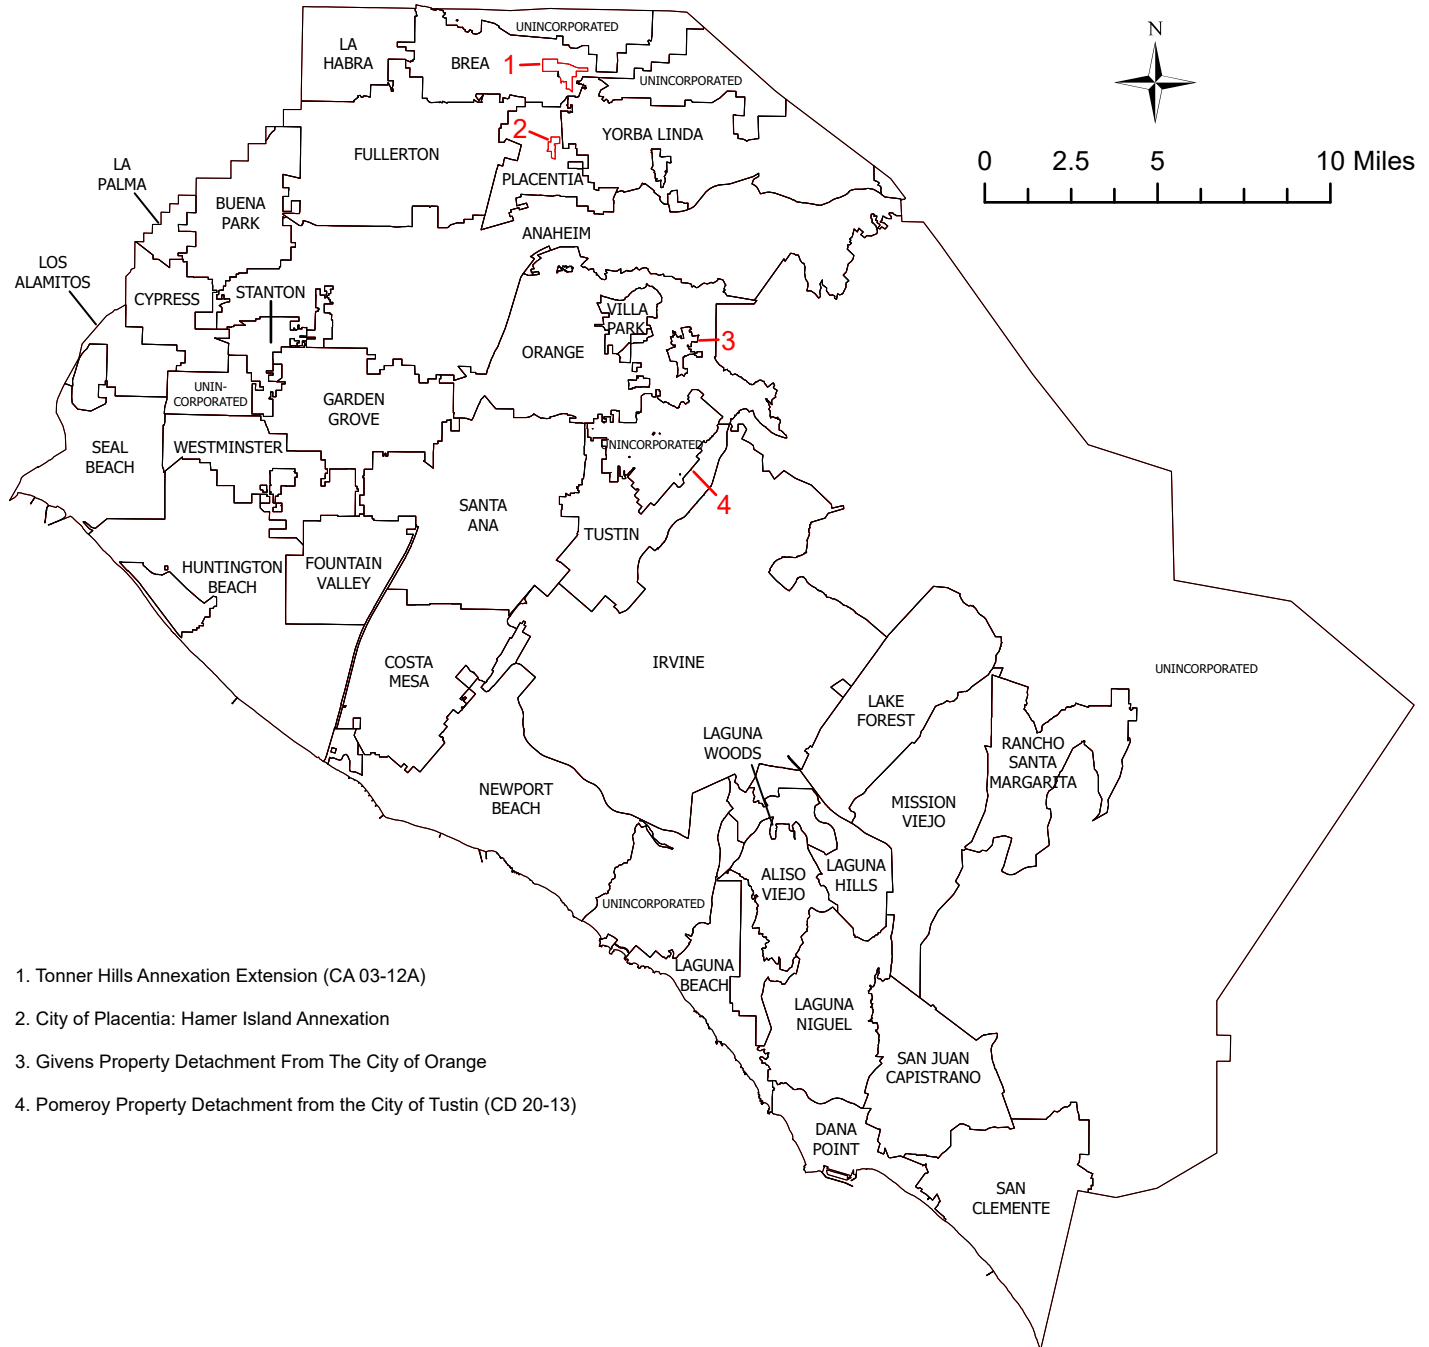 N
0 2.5 5 10 Miles
UNINCORPORATED
LA
HABRA
BREA
1
UNINCORPORATED
2
YORBA LINDA
FULLERTON
PLACENTIA
LA
PALMA
BUENA
PARK
ANAHEIM
LOS
ALAMITOS
CYPRESS
STANTON
VILLA
PARK
3
ORANGE
UNIN-
CORPORATED
GARDEN
GROVE
SEAL
BEACH
WESTMINSTER
UNINCORPORATED
4
SANTA
ANA
TUSTIN
HUNTINGTON
BEACH
FOUNTAIN
VALLEY
COSTA
MESA
IRVINE
UNINCORPORATED
LAKE
FOREST
LAGUNA
WOODS
RANCHO
SANTA
MARGARITA
NEWPORT
BEACH
MISSION
VIEJO
ALISO
VIEJO
LAGUNA
HILLS
UNINCORPORATED
LAGUNA
BEACH
LAGUNA
NIGUEL
SAN JUAN
CAPISTRANO
DANA
POINT
SAN
CLEMENTE
1. Tonner Hills Annexation Extension (CA 03-12A)
2. City of Placentia: Hamer Island Annexation
3. Givens Property Detachment From The City of Orange
4. Pomeroy Property Detachment from the City of Tustin (CD 20-13)